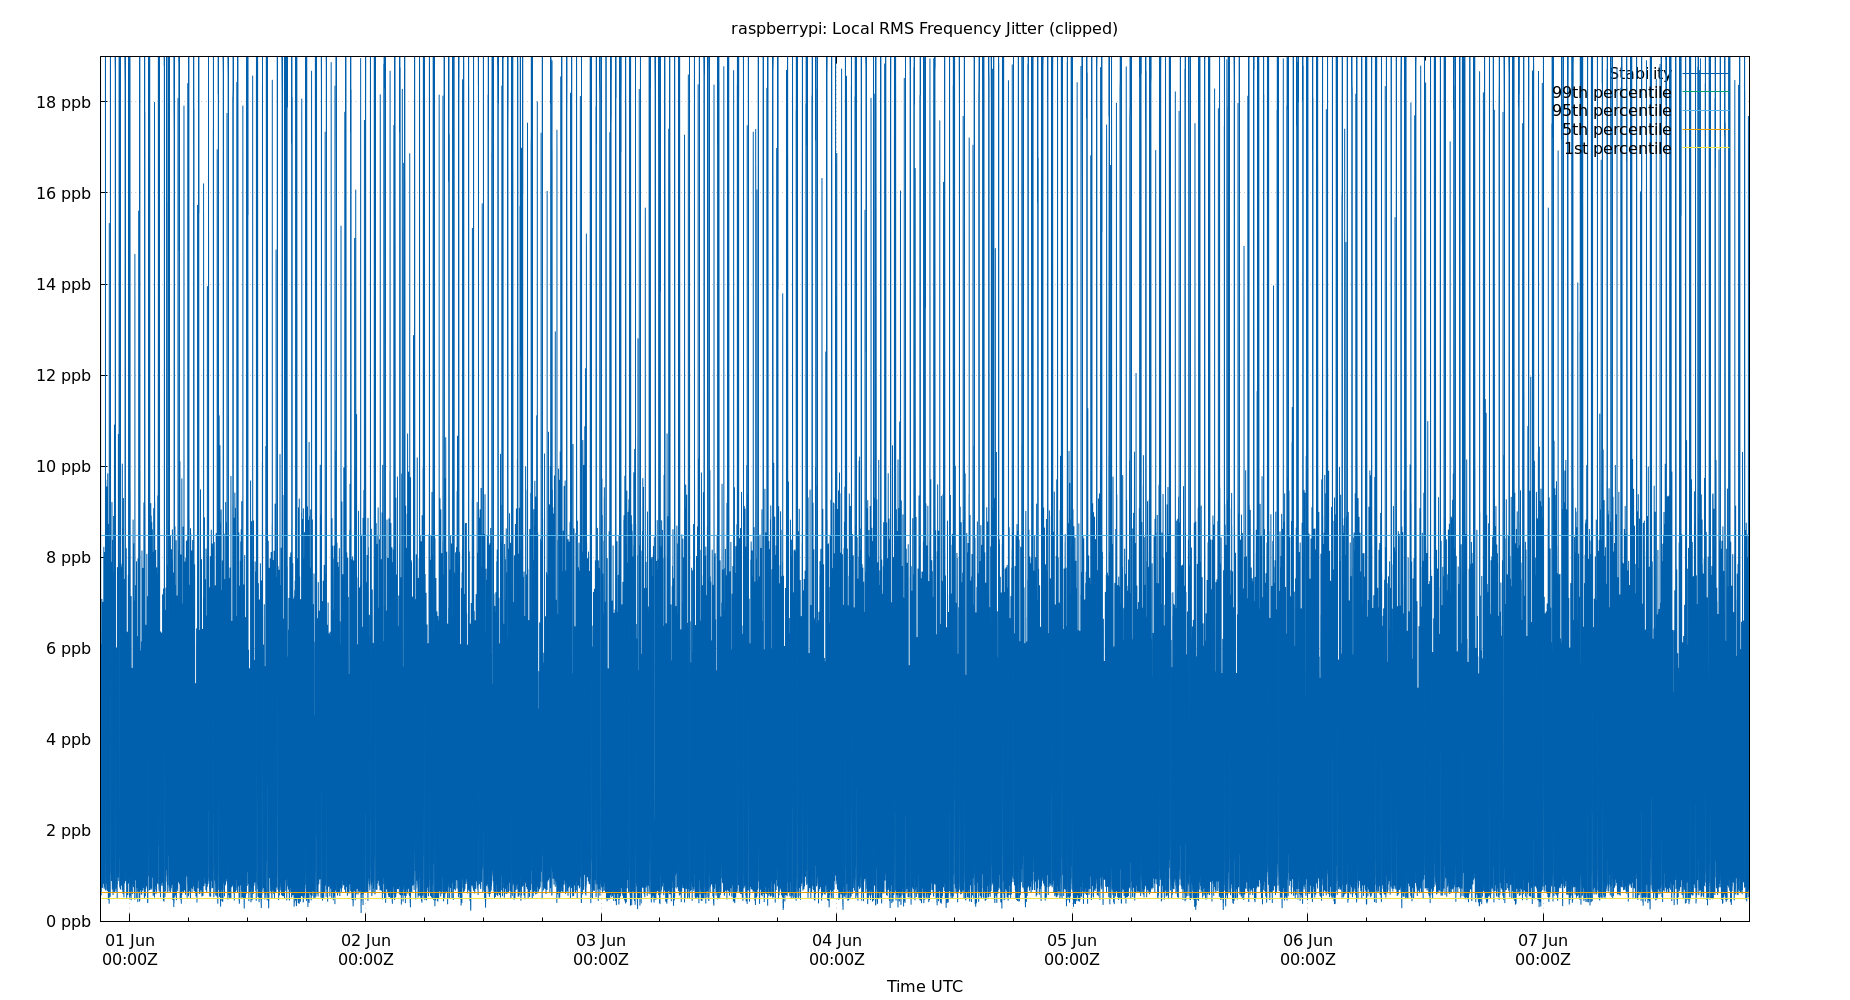 raspberrypi: Local RMS Frequency Jitter (clipped)
Stability
99th percentile
95th percentile
5th percentile
1st percentile
18 ppb
16 ppb
14 ppb
12 ppb
10 ppb
8 ppb
6 ppb
4 ppb
2 ppb
0 ppb
01 Jun 02 Jun 03 Jun 04 Jun 05 Jun 06 Jun 07 Jun
00:00Z 00:00Z 00:00Z 00:00Z 00:00Z 00:00Z 00:00Z
Time UTC